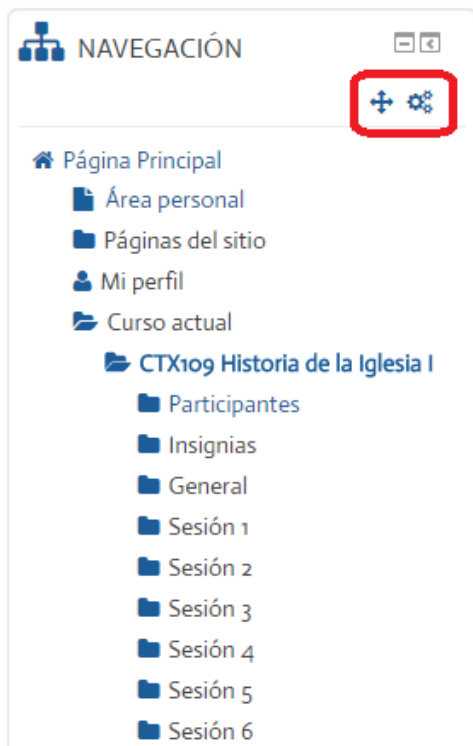 NAVEGACIÓN
Página Principal
Área personal
Páginas del sitio
Mi perfil
Curso actual
CTX109 Historia de la Iglesia I
Participantes
Insignias
General
Sesión 1
Sesión 2
Sesión 3
Sesión 4
Sesión 5
Sesión 6